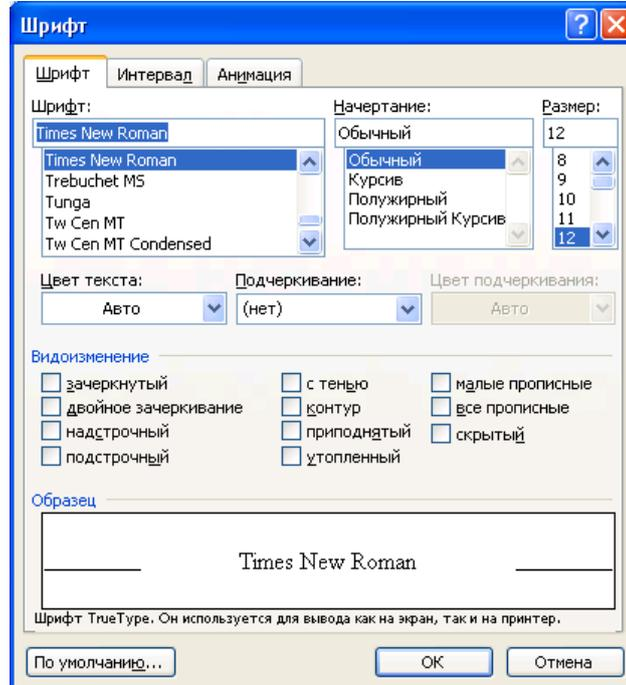 Шрифт
Шрифт Интервал Анимация
Шрифт: Начертание: Размер:
Times New Roman Обычный 12
Times New Roman Обычный 8
Trebuchet MS Курсив 9
Tunga Полужирный 10
Tw Cen MT Полужирный Курсив 11
Tw Cen MT Condensed 12
Цвет текста: Подчеркивание: Цвет подчеркивания:
Авто (нет) Авто
Видоизменение
зачеркнутый с тенью малые прописные
двойное зачеркивание контур все прописные
надстрочный приподнятый скрытый
подстрочный утопленный
Образец
Times New Roman
Шрифт TrueType. Он используется для вывода как на экран, так и на принтер.
По умолчанию... ОК Отмена